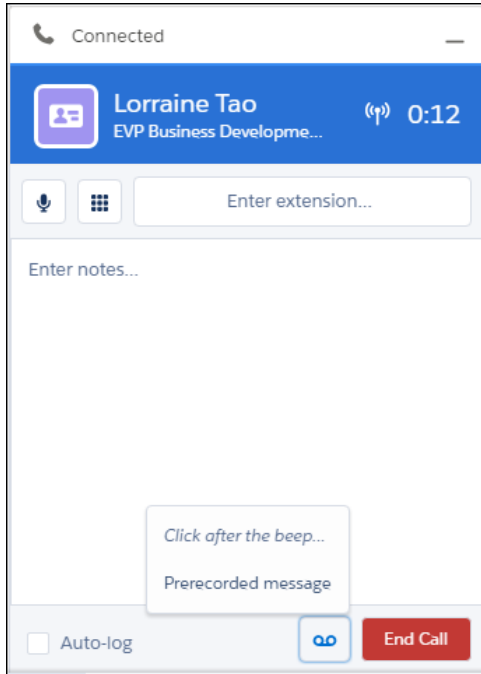 Connected
Lorraine Tao
EVP Business Developme...
0:12
Enter extension...
Enter notes...
Click after the beep...
Prerecorded message
Auto-log
End Call